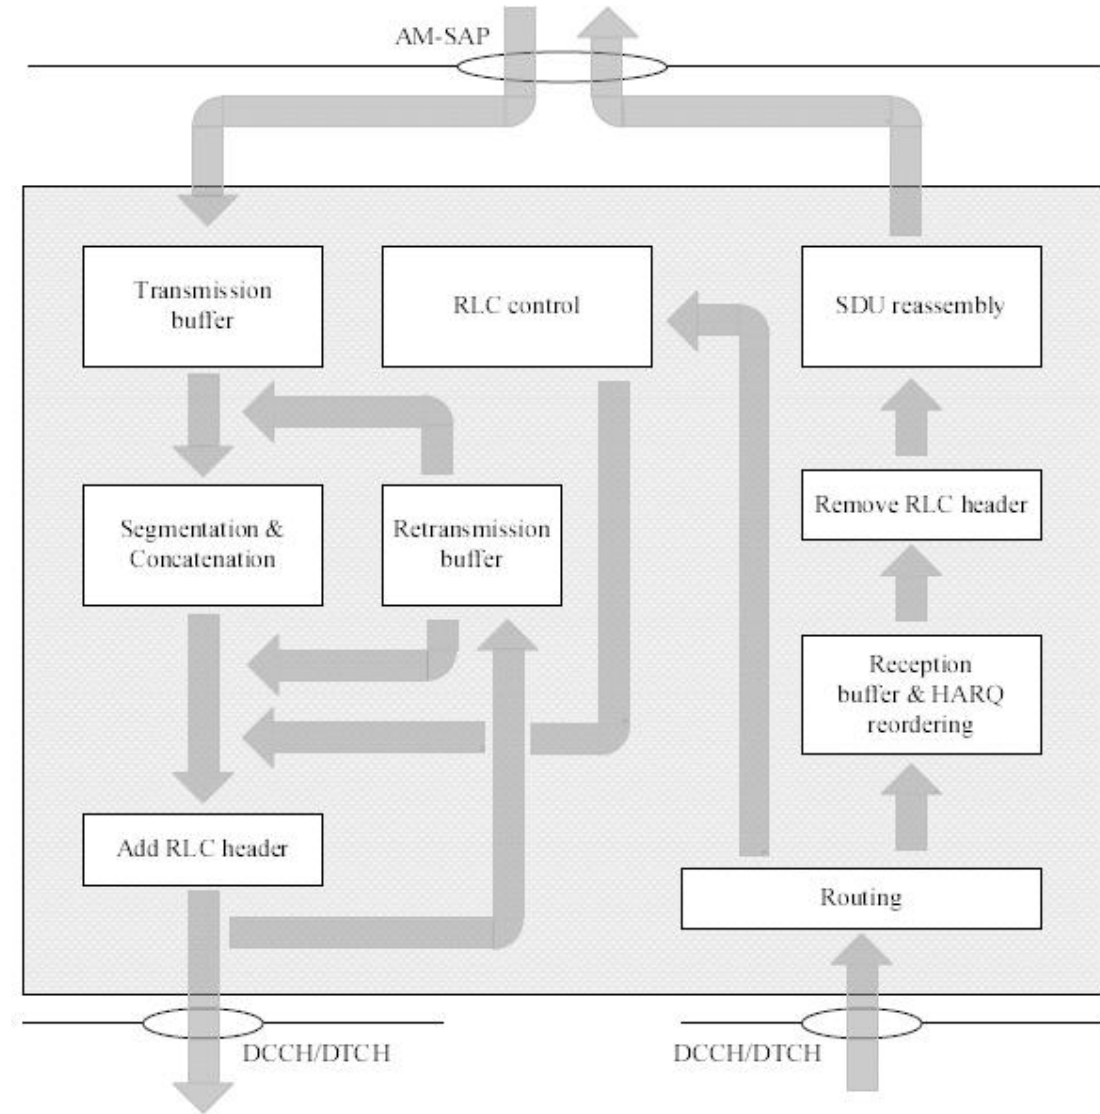 AM-SAP
Transmission
buffer
RLC control
SDU reassembly
Segmentation &
Concatenation
Retransmission
buffer
Remove RLC header
Reception
buffer & HARQ
reordering
Add RLC header
Routing
DCCH/DTCH
DCCH/DTCH